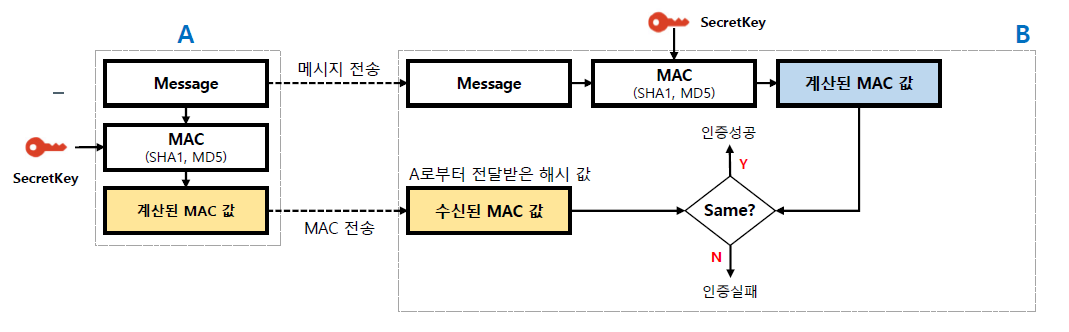 SecretKey
A
B
Message
메시지 전송
Message
MAC
(SHA1, MD5)
계산된 MAC 값
MAC
(SHA1, MD5)
SecretKey
인증성공
Y
A로부터 전달받은 해시 값
계산된 MAC 값
MAC 전송
수신된 MAC 값
Same?
N
인증실패